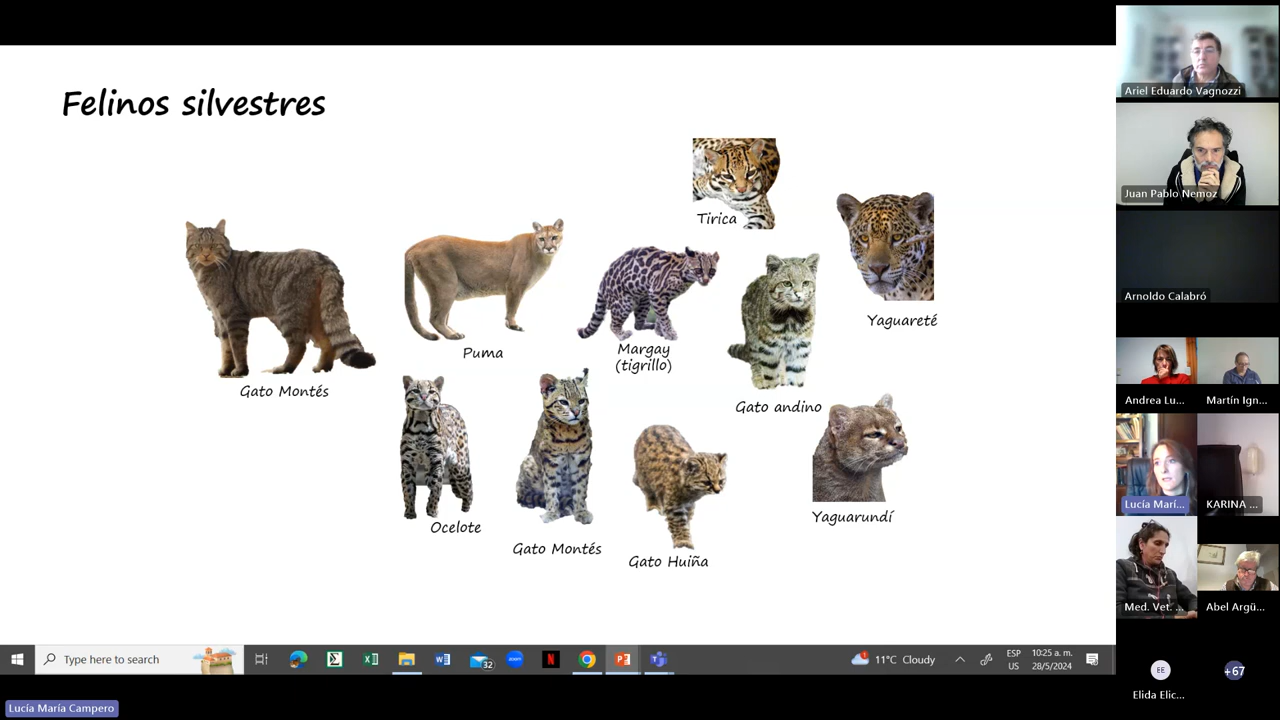 Felinos silvestres
Tirica
Yaguareté
Puma
Margay
(tigrillo)
Gato Montés
Gato andino
Ocelote
Yaguarundí
Gato Montés
Gato Huiña
Ariel Eduardo Vagnozzi
Juan Pablo Nemoz
Arnoldo Calabró
Andrea Lu...
Martín Ign...
Lucía Marí...
KARINA ...
Med. Vet. ...
Abel Argü...
EE
+67
Elida Elic...
Type here to search
32
zoom
11°C Cloudy
ESP
US
10:25 a. m.
28/5/2024
Lucía María Campero